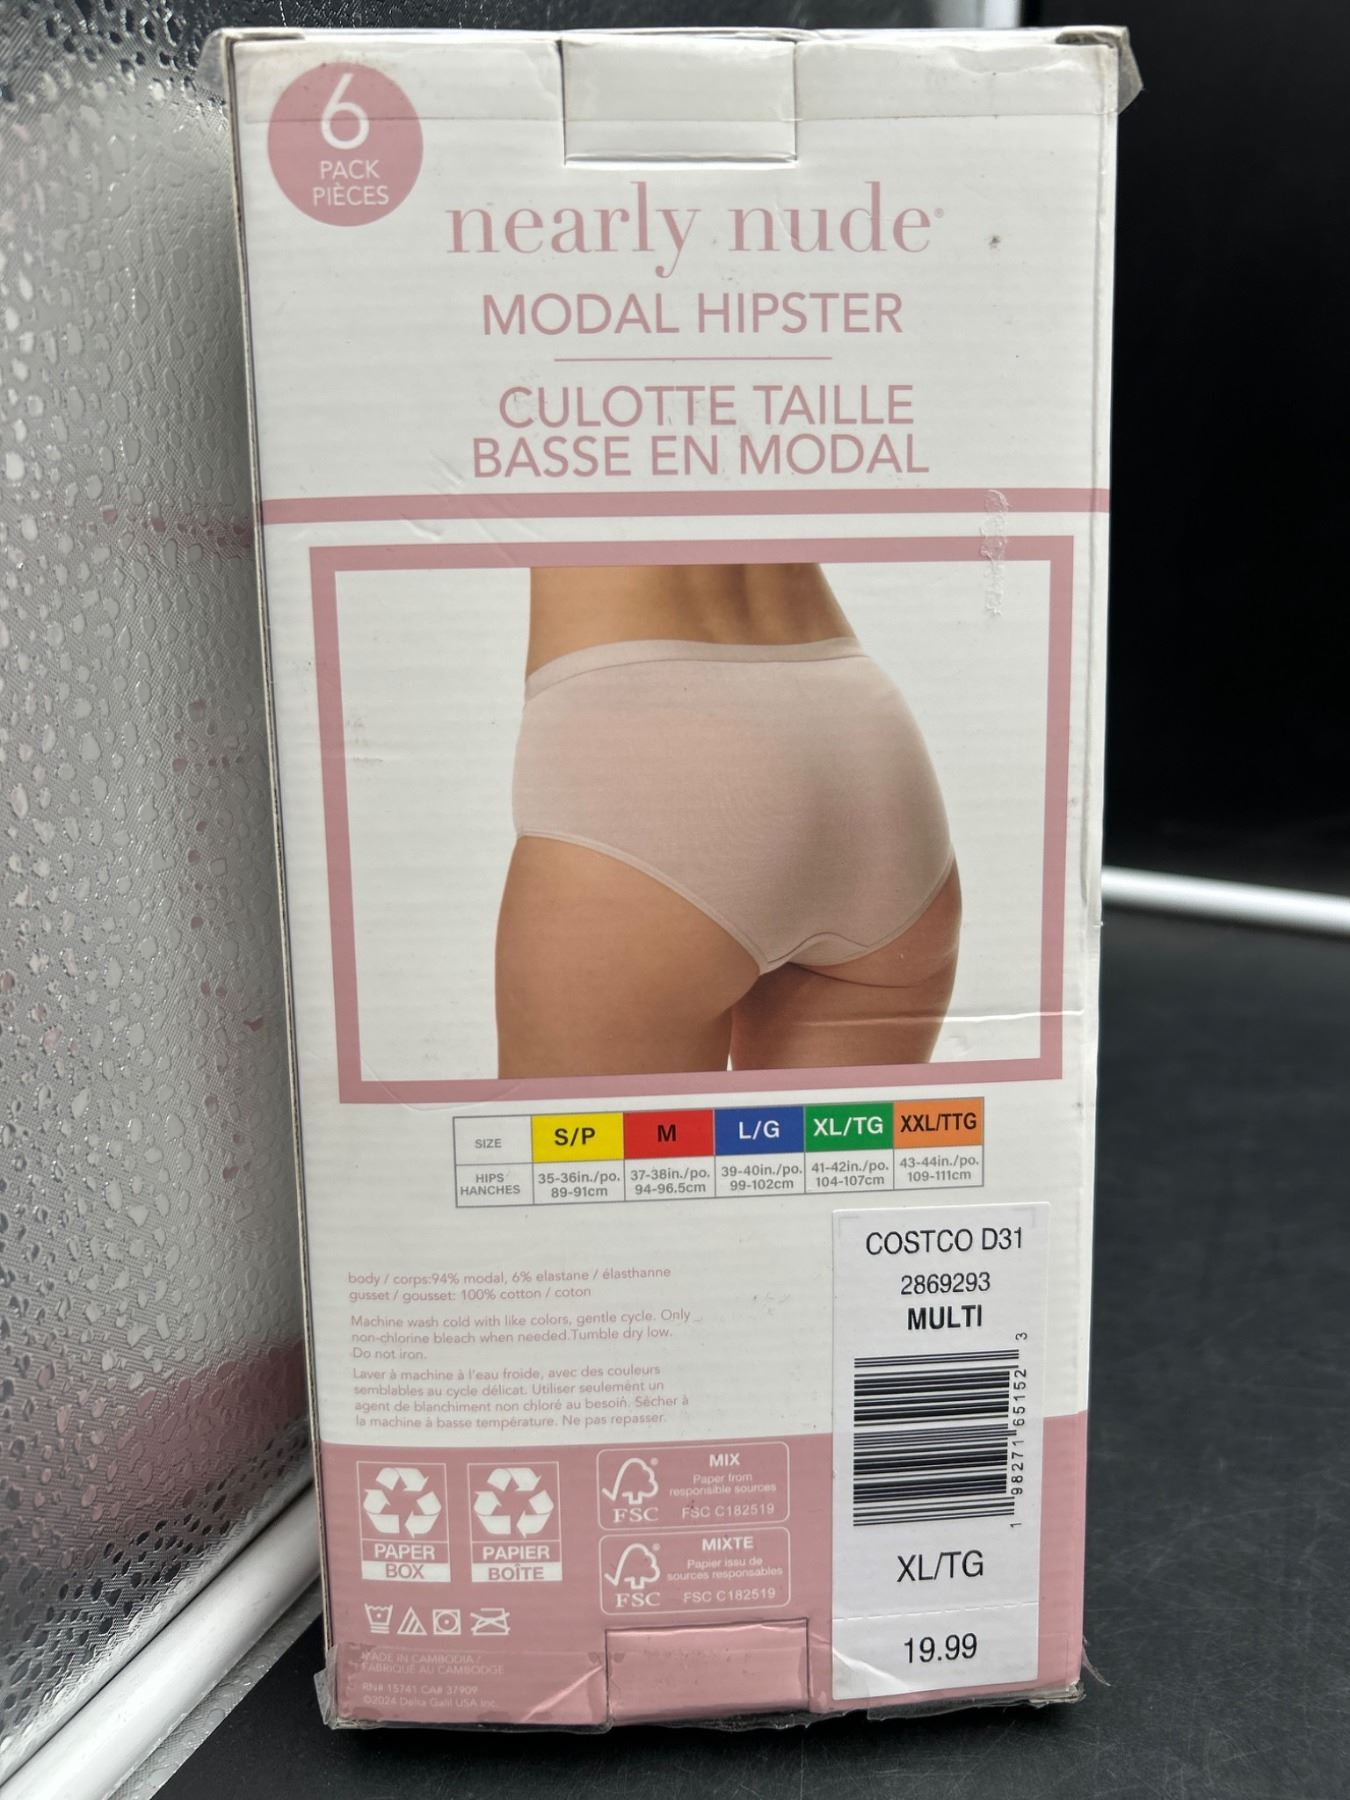 6
PACK
PIÈCES
nearly nude®
MODAL HIPSTER
CULOTTE TAILLE
BASSE EN MODAL
SIZE S/P M L/G XL/TG XXL/TTG
HIPS 35-36in./po. 37-38in./po. 39-40in./po. 41-42in./po. 43-44in./po.
HANCHES 89-91cm 94-96.5cm 99-102cm 104-107cm 109-111cm
body / corps:94% modal, 6% elastane / élasthanne
gusset / gousset: 100% cotton / coton
Machine wash cold with like colors, gentle cycle. Only
non-chlorine bleach when needed.Tumble dry low.
Do not iron.
Laver à machine à l'eau froide, avec des couleurs
semblables au cycle délicat. Utiliser seulement un
agent de blanchiment non chloré au besoin. Sècher à
la machine à basse température. Ne pas repasser.
COSTCO D31
2869293
MULTI
1 98271 65152 3
XL/TG
19.99
PAPER
BOX
PAPIER
BOÎTE
FSC
MIX
Paper from
responsible sources
FSC C182519
FSC
MIXTE
Papier issu de
sources responsables
FSC C182519
MADE IN CAMBODIA /
FABRIQUÉ AU CAMBODGE
RN# 15741 CA# 37909
©2024 Delta Galil USA Inc.